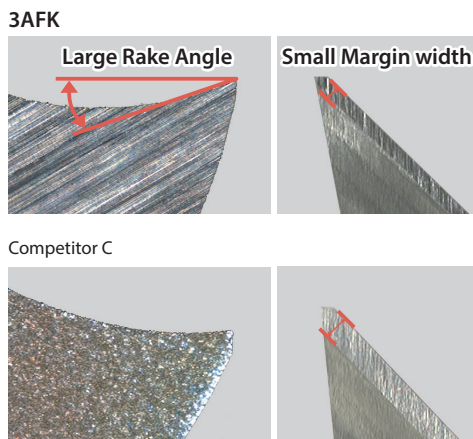 3AFK
Large Rake Angle
Small Margin width
Competitor C